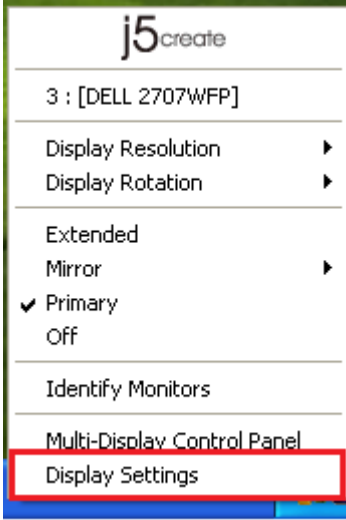 j5create
3 : [DELL 2707WFP]
Display Resolution
Display Rotation
Extended
Mirror
Primary
Off
Identify Monitors
Multi-Display Control Panel
Display Settings